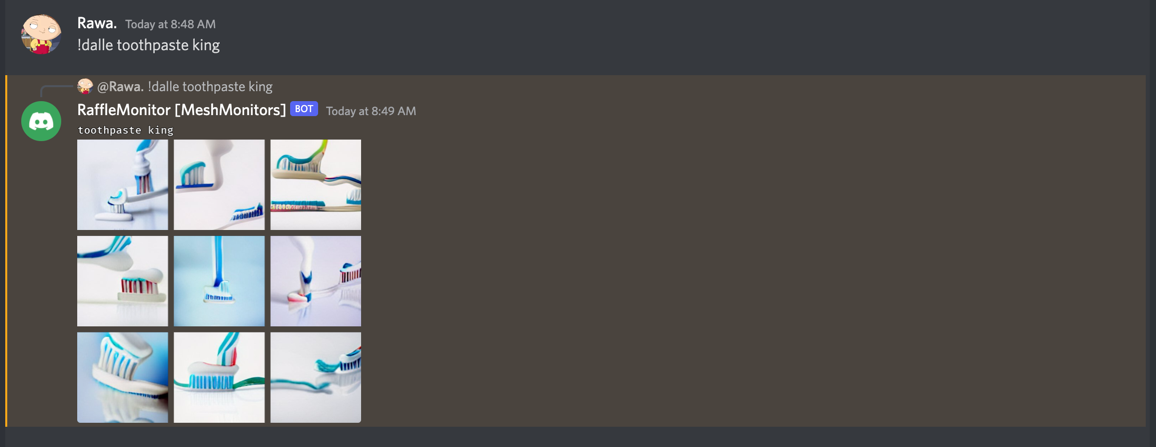 Rawa. Today at 8:48 AM
!dalle toothpaste king
@Rawa. !dalle toothpaste king
RaffleMonitor [MeshMonitors] BOT Today at 8:49 AM
toothpaste king